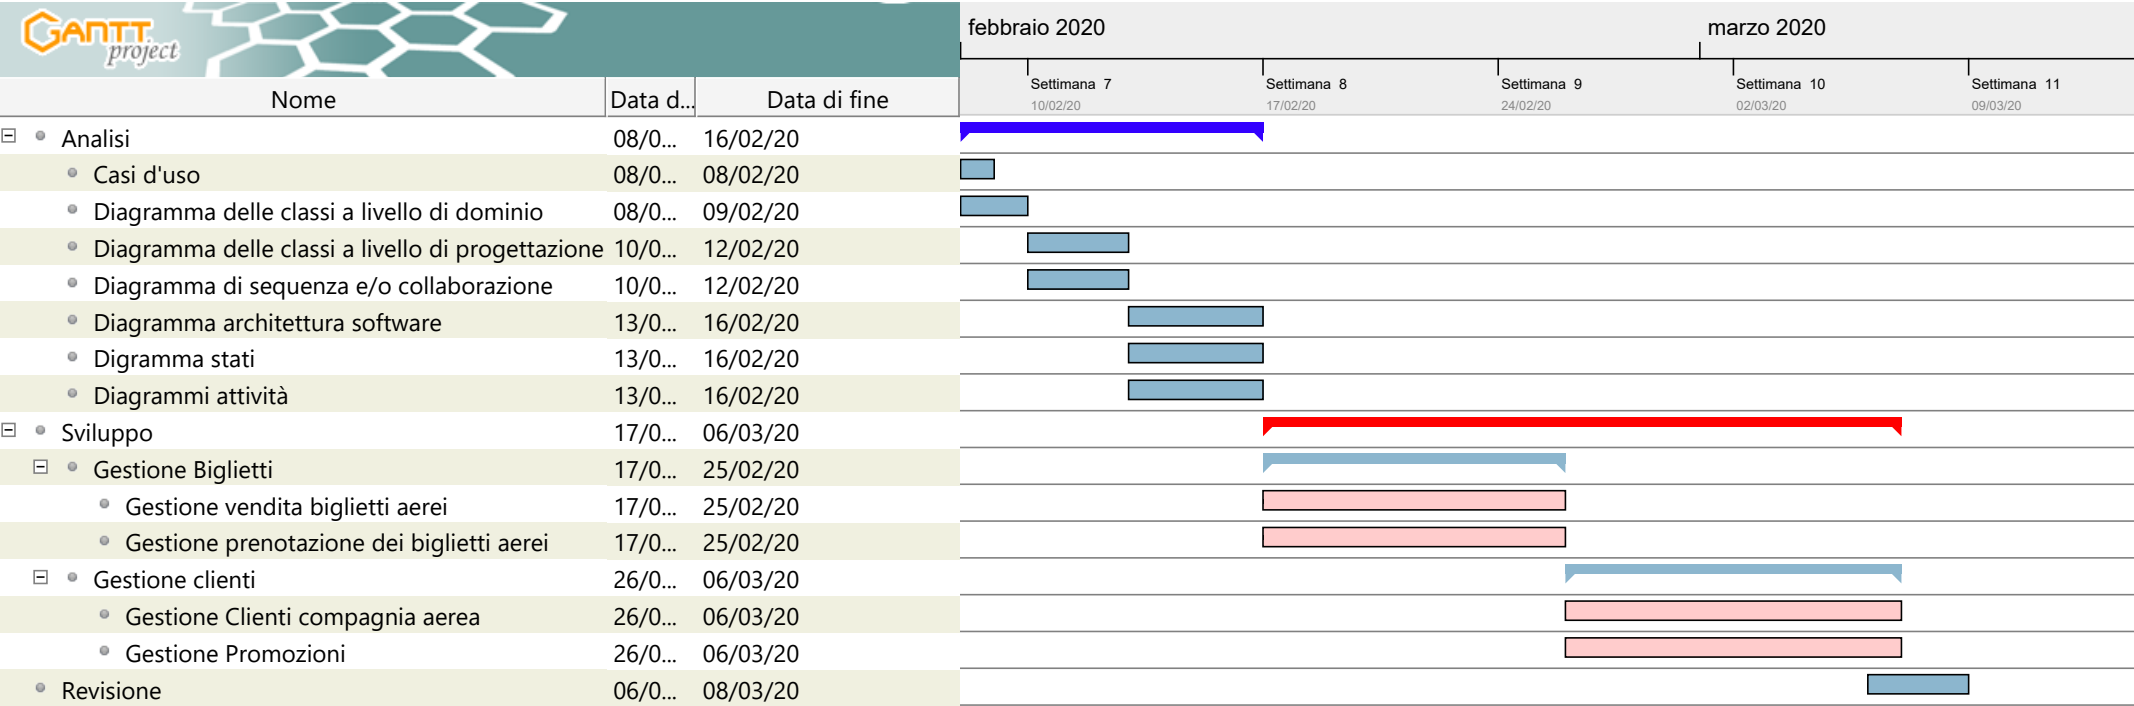 GANTT
project
febbraio 2020
marzo 2020
Settimana 7
Settimana 8
Settimana 9
Settimana 10
Settimana 11
10/02/20
17/02/20
24/02/20
02/03/20
09/03/20
Nome Data d... Data di fine
Analisi 08/0... 16/02/20
Casi d'uso 08/0... 08/02/20
Diagramma delle classi a livello di dominio 08/0... 09/02/20
Diagramma delle classi a livello di progettazione 10/0... 12/02/20
Diagramma di sequenza e/o collaborazione 10/0... 12/02/20
Diagramma architettura software 13/0... 16/02/20
Digramma stati 13/0... 16/02/20
Diagrammi attività 13/0... 16/02/20
Sviluppo 17/0... 06/03/20
Gestione Biglietti 17/0... 25/02/20
Gestione vendita biglietti aerei 17/0... 25/02/20
Gestione prenotazione dei biglietti aerei 17/0... 25/02/20
Gestione clienti 26/0... 06/03/20
Gestione Clienti compagnia aerea 26/0... 06/03/20
Gestione Promozioni 26/0... 06/03/20
Revisione 06/0... 08/03/20